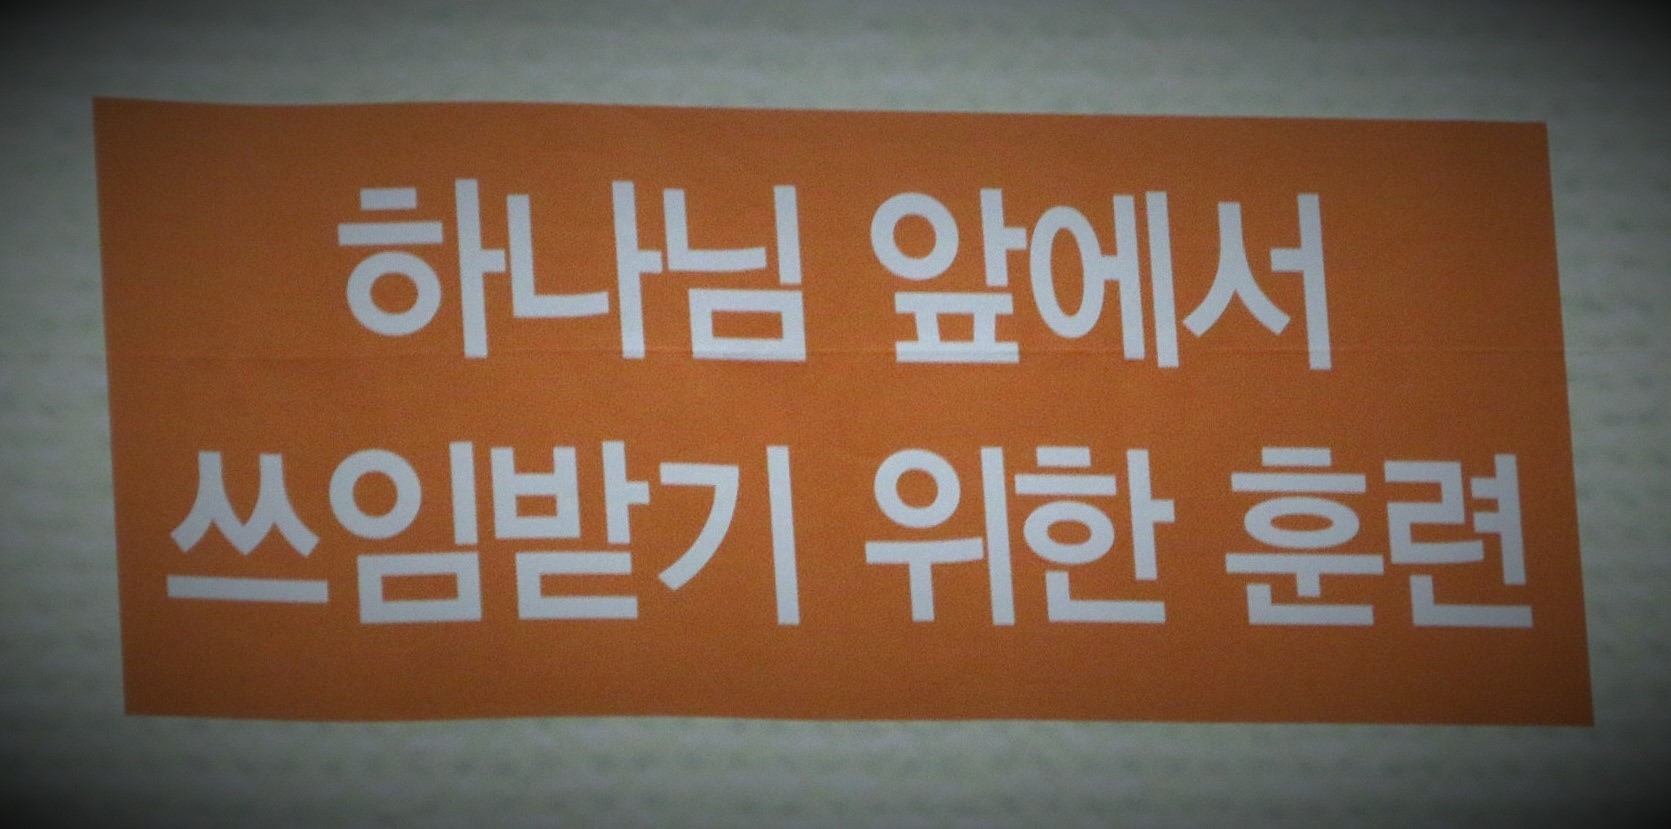 하나님 앞에서
쓰임받기 위한 훈련